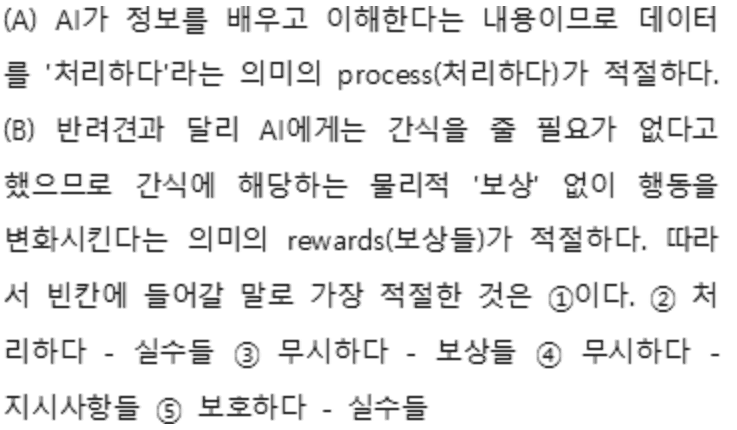 (A) AI가 정보를 배우고 이해한다는 내용이므로 데이터
를 '처리하다'라는 의미의 process(처리하다)가 적절하다.
(B) 반려견과 달리 AI에게는 간식을 줄 필요가 없다고
했으므로 간식에 해당하는 물리적 '보상' 없이 행동을
변화시킨다는 의미의 rewards(보상들)가 적절하다. 따라
서 빈칸에 들어갈 말로 가장 적절한 것은 ①이다. ② 처
리하다 - 실수들 ③ 무시하다 - 보상들 ④ 무시하다 -
지시사항들 ⑤ 보호하다 - 실수들